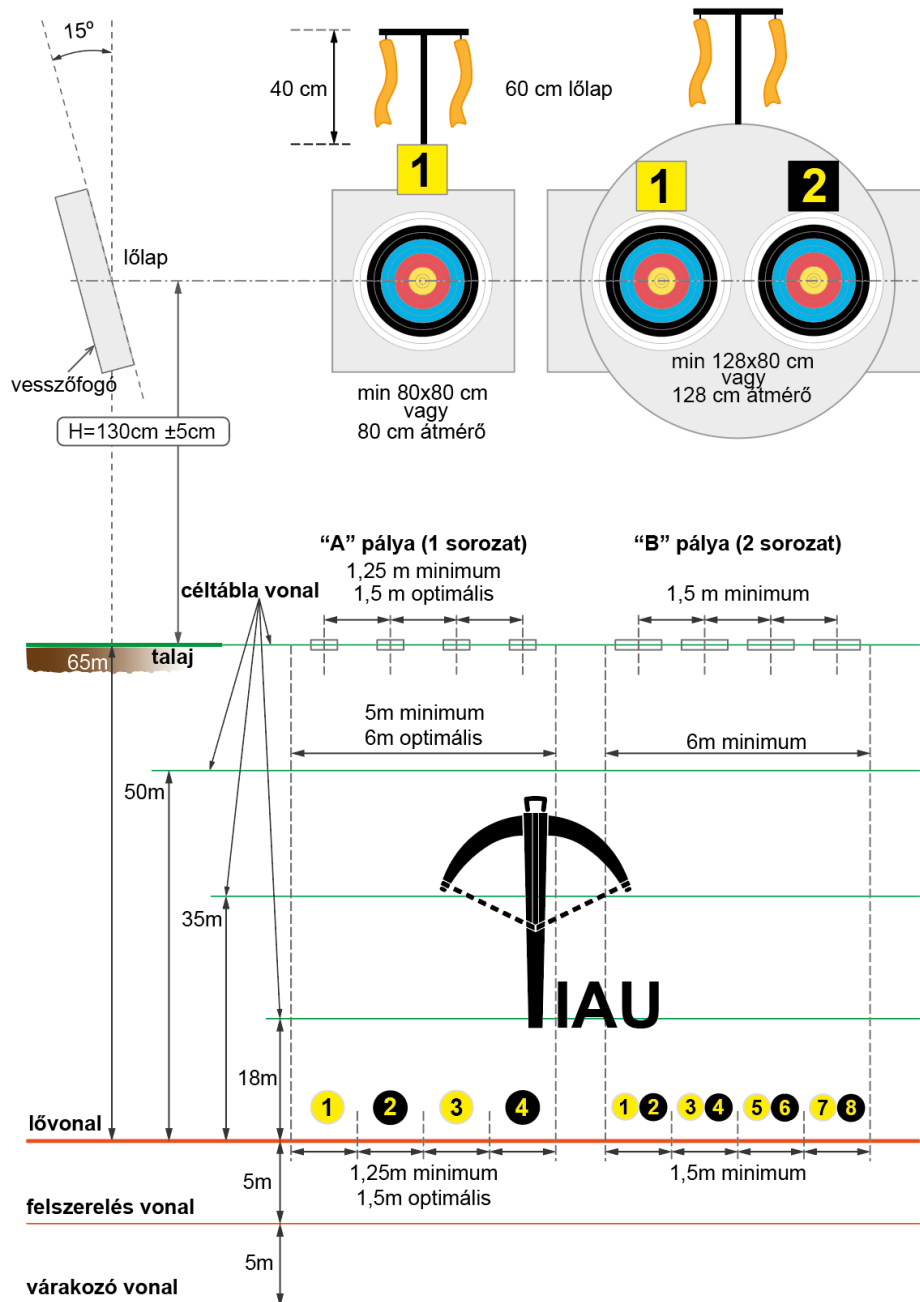 15º
40 cm
60 cm lőlap
1
1
2
lőlap
vesszőfogó
min 80x80 cm
vagy
80 cm átmérő
min 128x80 cm
vagy
128 cm átmérő
H=130cm ±5cm
“A” pálya (1 sorozat)
1,25 m minimum
1,5 m optimális
“B” pálya (2 sorozat)
1,5 m minimum
céltábla vonal
65m
talaj
5m minimum
6m optimális
6m minimum
50m
35m
IAU
18m
1 2 3 4
1 2 3 4 5 6 7 8
lővonal
1,25m minimum
1,5m optimális
1,5m minimum
5m
felszerelés vonal
5m
várakozó vonal